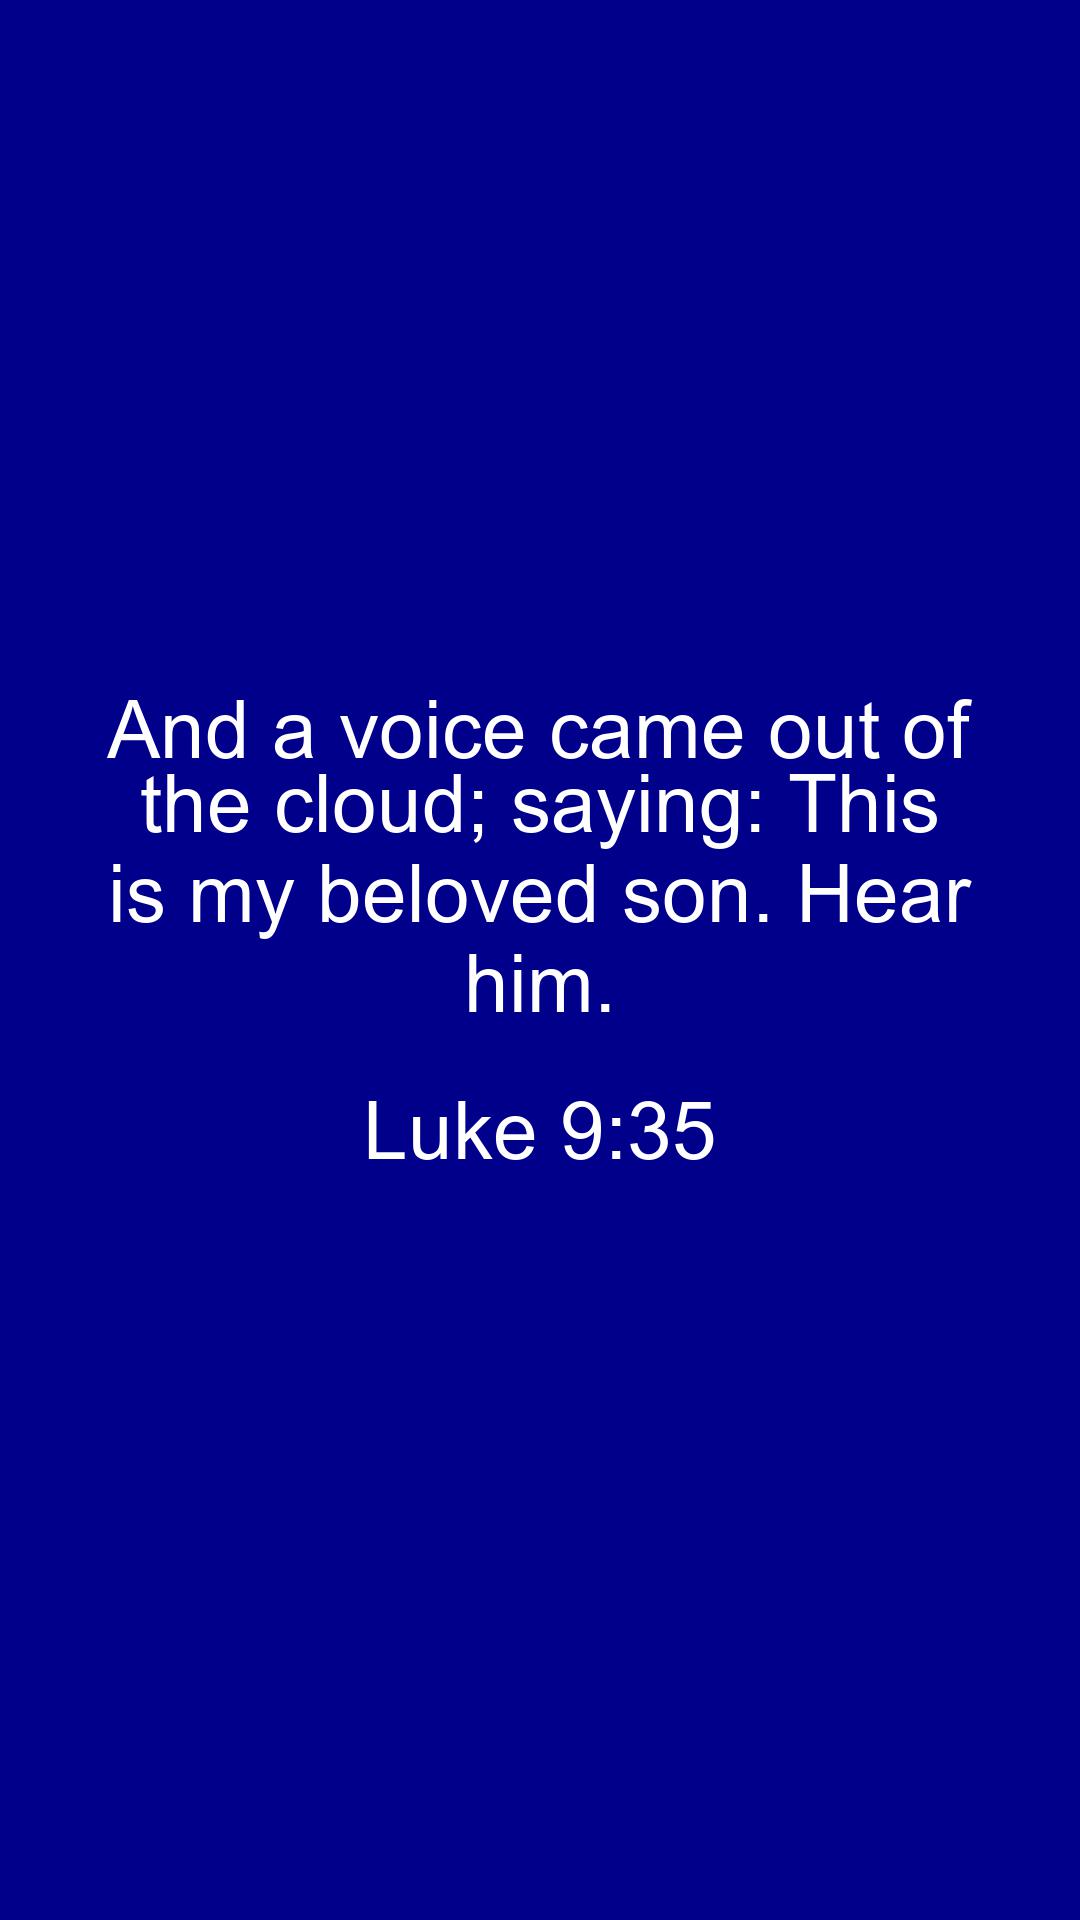 And a voice came out of
the cloud; saying: This
is my beloved son. Hear
him.
Luke 9:35